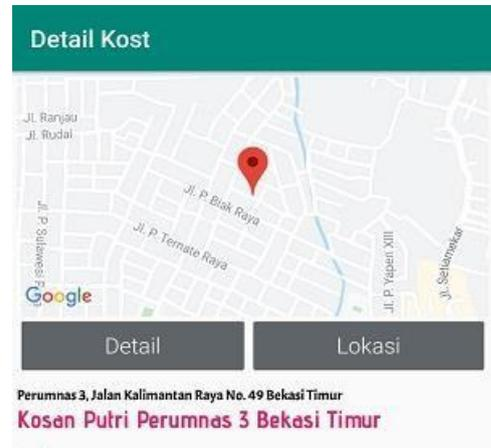 Detail Kost
Jl. Ranjau
Jl. Rudal
Jl. P. Biak Raya
Jl. P. Ternate Raya
Jl. P. Sulawesi
Jl. P. Yapen XIII
Jl. Setiamekar
Google
Detail
Lokasi
Perumnas 3, Jalan Kalimantan Raya No. 49 Bekasi Timur
Kosan Putri Perumnas 3 Bekasi Timur